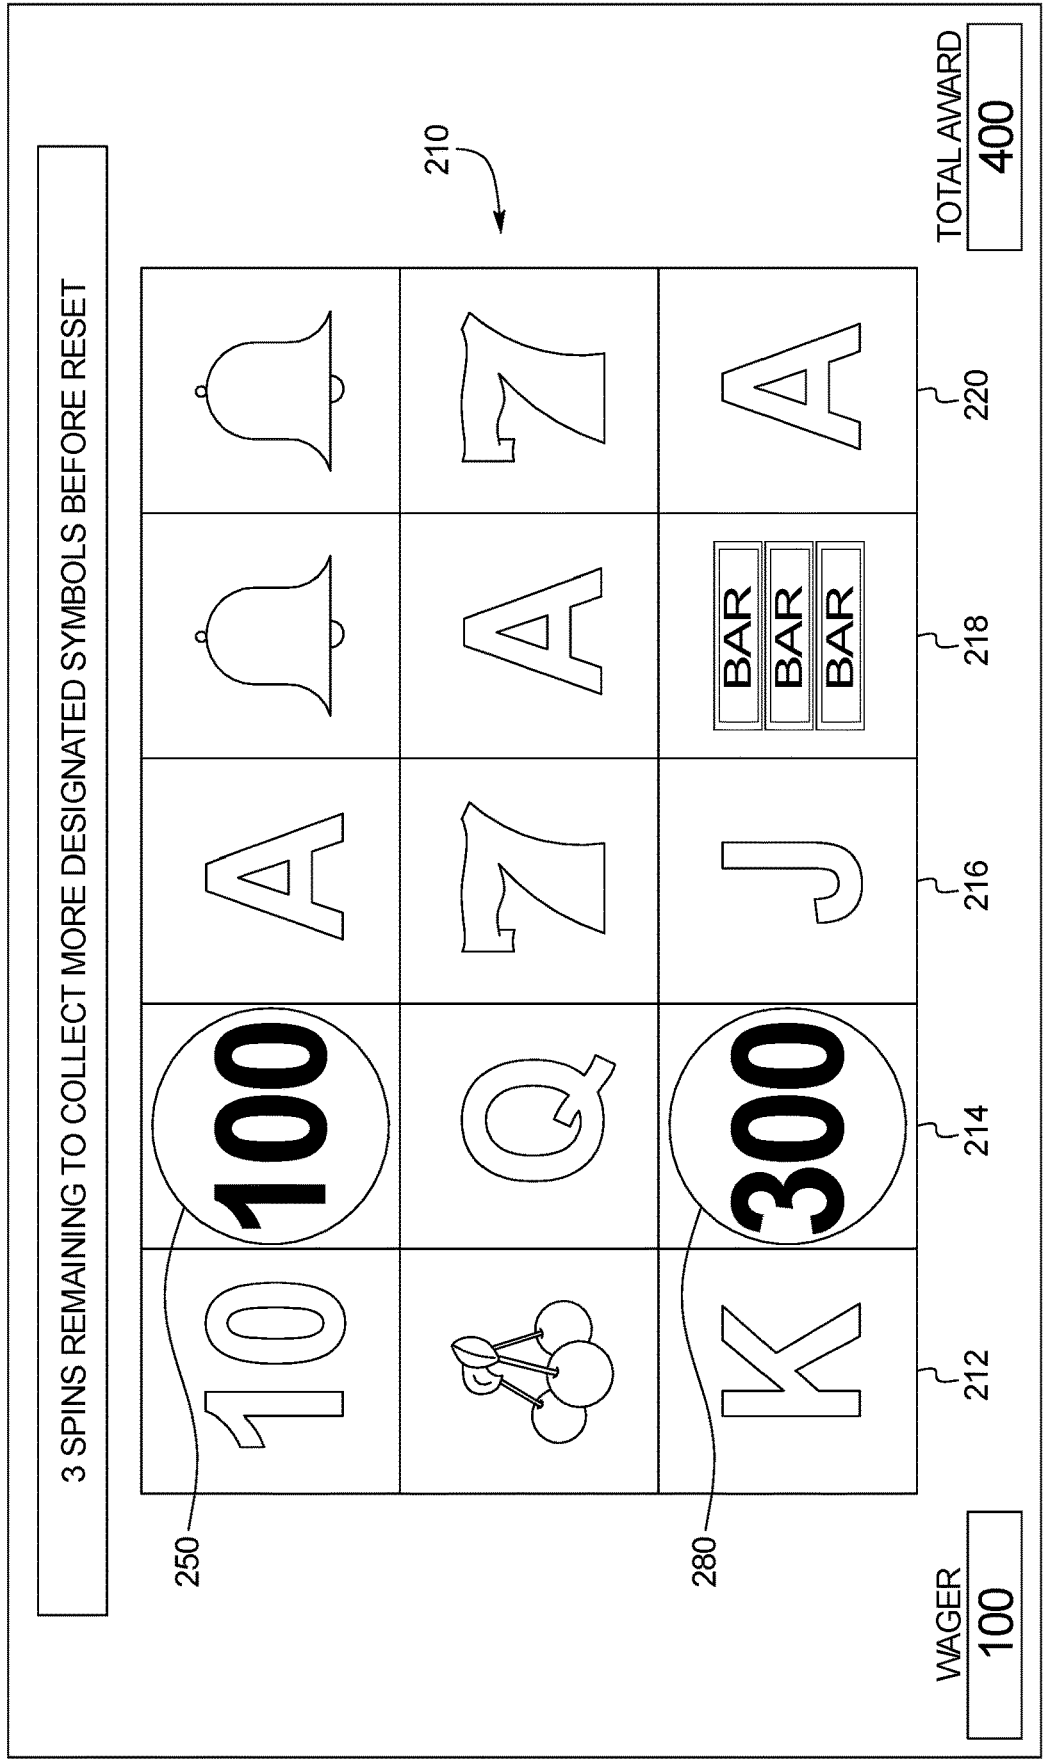 3 SPINS REMAINING TO COLLECT MORE DESIGNATED SYMBOLS BEFORE RESET
210
250
10 100 A
Q 7 A 7
280
K 300 J BAR A
BAR
BAR
212 214 216 218 220
WAGER
100
TOTAL AWARD
400